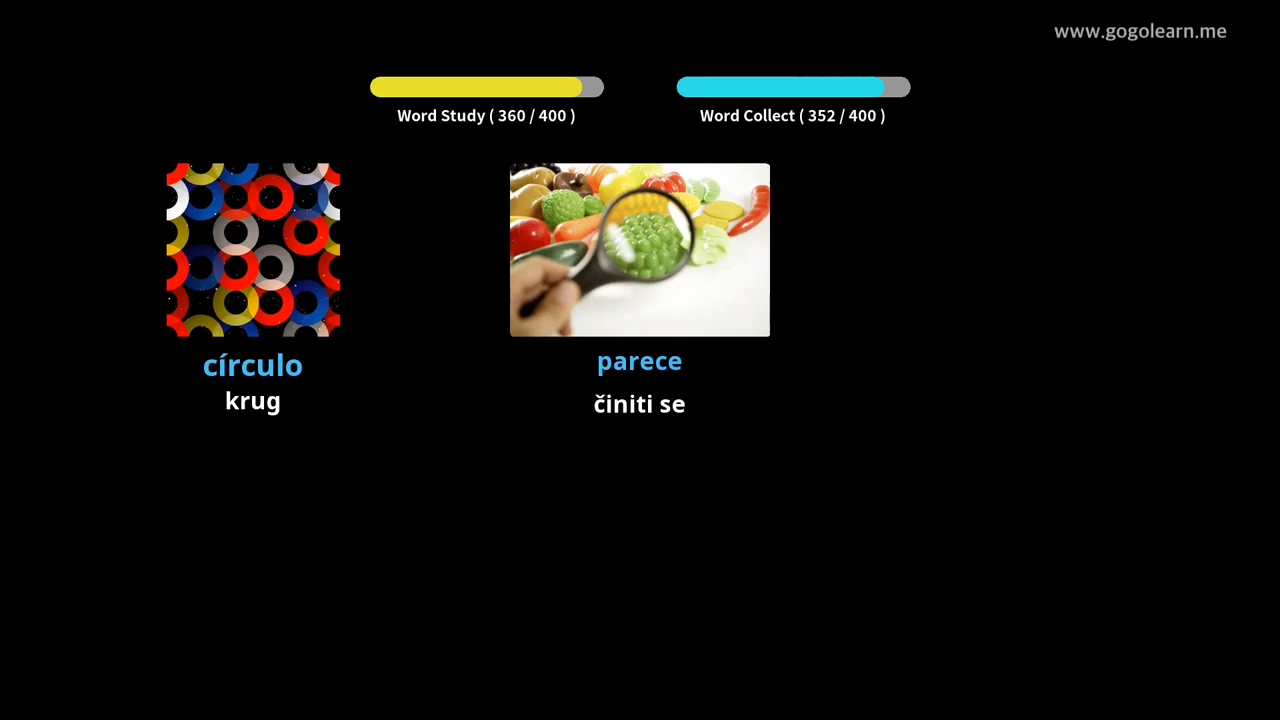 www.gogolearn.me
Word Study ( 360 / 400 )
Word Collect ( 352 / 400 )
círculo
krug
parece
činiti se